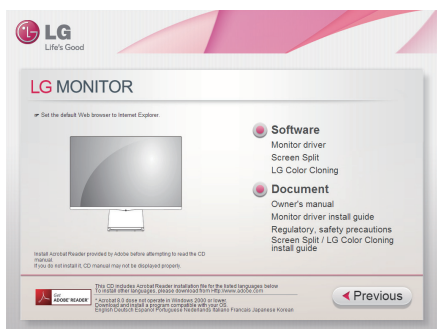 LG
Life's Good
LG MONITOR
☞ Set the default Web browser to Internet Explorer.
Software
Monitor driver
Screen Split
LG Color Cloning
Document
Owner's manual
Monitor driver install guide
Regulatory, safety precautions
Screen Split / LG Color Cloning
install guide
Install Acrobat Reader provided by Adobe before attempting to read the CD
manual
If you do not install it, CD manual may not be displayed properly.
Get
ADOBE READER
This CD includes Acrobat Reader installation file for the listed languages below
To install other languages, please download from Http://www.adobe.com
* Acrobat 8.0 dose not operate in Windows 2000 or lower.
Download and install a program compatible with your OS.
English Deutsch Español Portuguese Nederlands Italiano Francais Japanese Korean
Previous